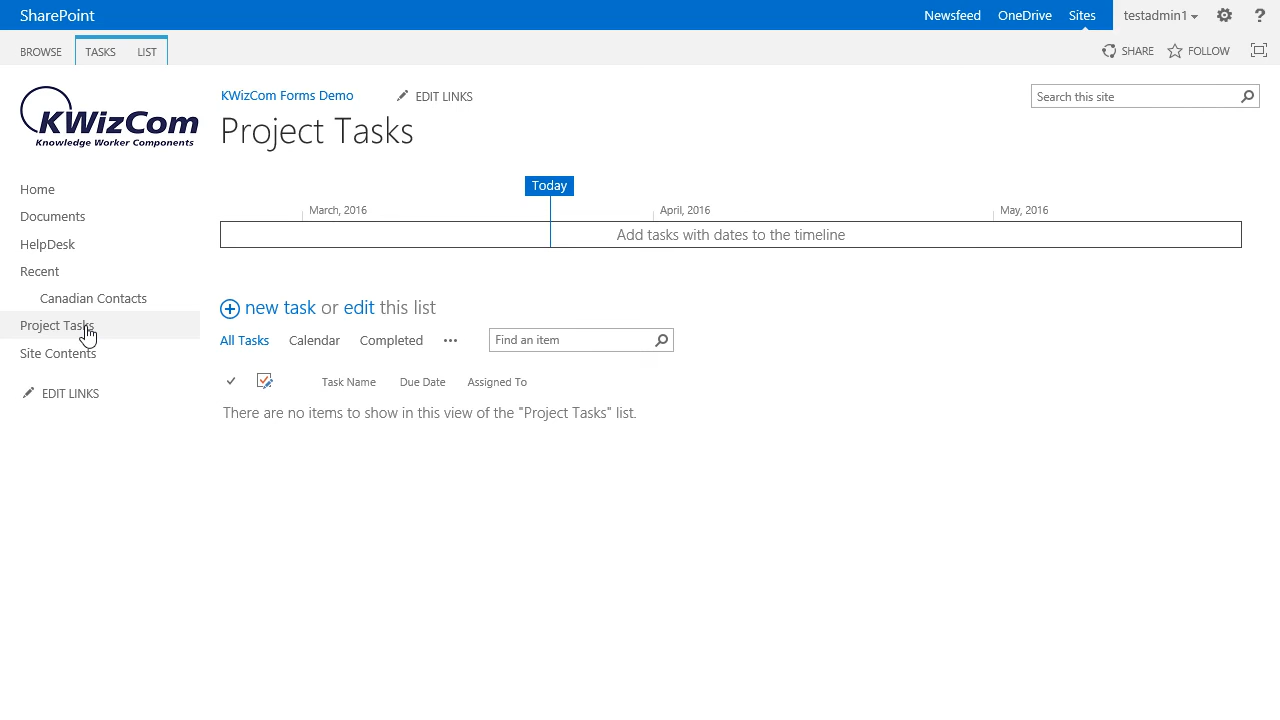 SharePoint
Newsfeed OneDrive Sites testadmin1 ?
BROWSE TASKS LIST
SHARE FOLLOW
KWizCom
Knowledge Worker Components
KWizCom Forms Demo EDIT LINKS
Search this site
Project Tasks
Home
Documents
HelpDesk
Recent
Canadian Contacts
Project Tasks
Site Contents
EDIT LINKS
Today
March, 2016 April, 2016 May, 2016
Add tasks with dates to the timeline
new task or edit this list
All Tasks Calendar Completed ••• Find an item
Task Name Due Date Assigned To
There are no items to show in this view of the "Project Tasks" list.